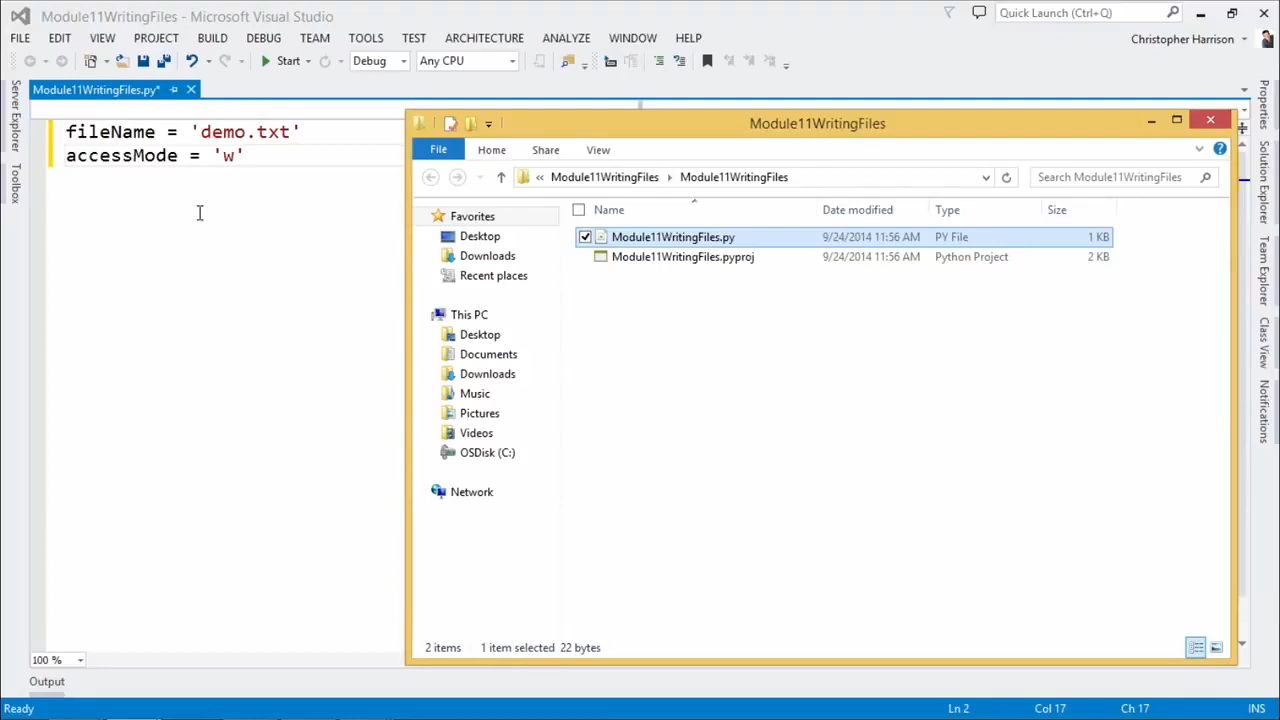 Module11WritingFiles - Microsoft Visual Studio
Quick Launch (Ctrl+Q)
FILE EDIT VIEW PROJECT BUILD DEBUG TEAM TOOLS TEST ARCHITECTURE ANALYZE WINDOW HELP
Christopher Harrison
Start Debug Any CPU
Module11WritingFiles.py*
fileName = 'demo.txt'
accessMode = 'w'
Server Explorer
Toolbox
Module11WritingFiles
File Home Share View
« Module11WritingFiles Module11WritingFiles
Search Module11WritingFiles
Name Date modified Type Size
Module11WritingFiles.py 9/24/2014 11:56 AM PY File 1 KB
Module11WritingFiles.pyproj 9/24/2014 11:56 AM Python Project 2 KB
Favorites
Desktop
Downloads
Recent places
This PC
Desktop
Documents
Downloads
Music
Pictures
Videos
OSDisk (C:)
Network
2 items 1 item selected 22 bytes
Properties
Solution Explorer
Team Explorer
Class View
Notifications
100 %
Output
Ready Ln 2 Col 17 Ch 17 INS